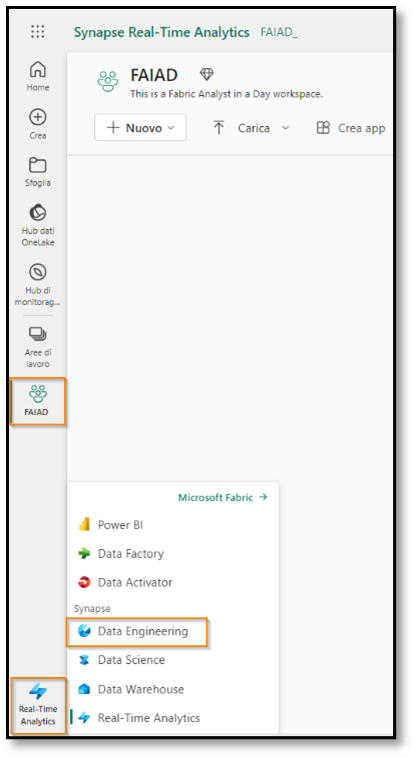 Synapse Real-Time Analytics FAIAD_
Home
Crea
Sfoglia
Hub dati
OneLake
Hub di
monitorag...
Aree di
lavoro
FAIAD
Real-Time
Analytics
FAIAD
This is a Fabric Analyst in a Day workspace.
Nuovo Carica Crea app
Microsoft Fabric
Power BI
Data Factory
Data Activator
Synapse
Data Engineering
Data Science
Data Warehouse
Real-Time Analytics